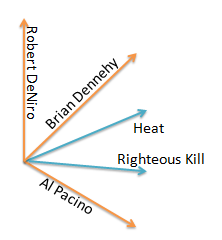 Robert DeNiro
Brian Dennehy
Heat
Righteous Kill
Al Pacino